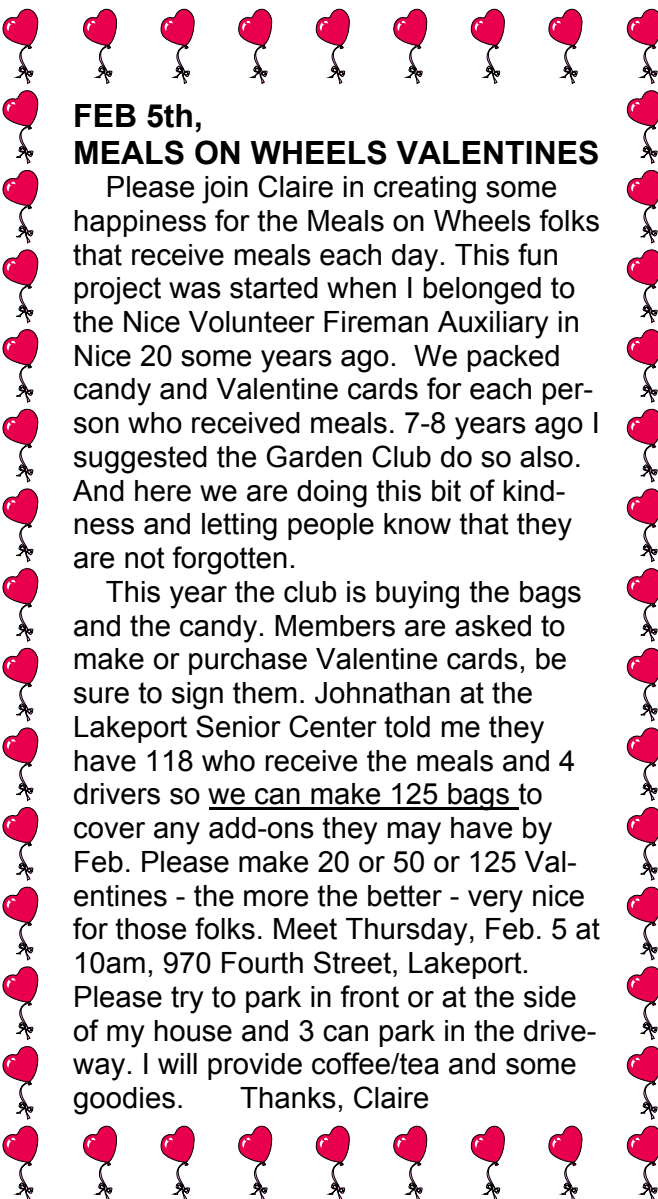 FEB 5th,
MEALS ON WHEELS VALENTINES
Please join Claire in creating some
happiness for the Meals on Wheels folks
that receive meals each day. This fun
project was started when I belonged to
the Nice Volunteer Fireman Auxiliary in
Nice 20 some years ago.  We packed
candy and Valentine cards for each per-
son who received meals. 7-8 years ago I
suggested the Garden Club do so also.
And here we are doing this bit of kind-
ness and letting people know that they
are not forgotten.
This year the club is buying the bags
and the candy. Members are asked to
make or purchase Valentine cards, be
sure to sign them. Johnathan at the
Lakeport Senior Center told me they
have 118 who receive the meals and 4
drivers so we can make 125 bags to
cover any add-ons they may have by
Feb. Please make 20 or 50 or 125 Val-
entines - the more the better - very nice
for those folks. Meet Thursday, Feb. 5 at
10am, 970 Fourth Street, Lakeport.
Please try to park in front or at the side
of my house and 3 can park in the drive-
way. I will provide coffee/tea and some
goodies.      Thanks, Claire